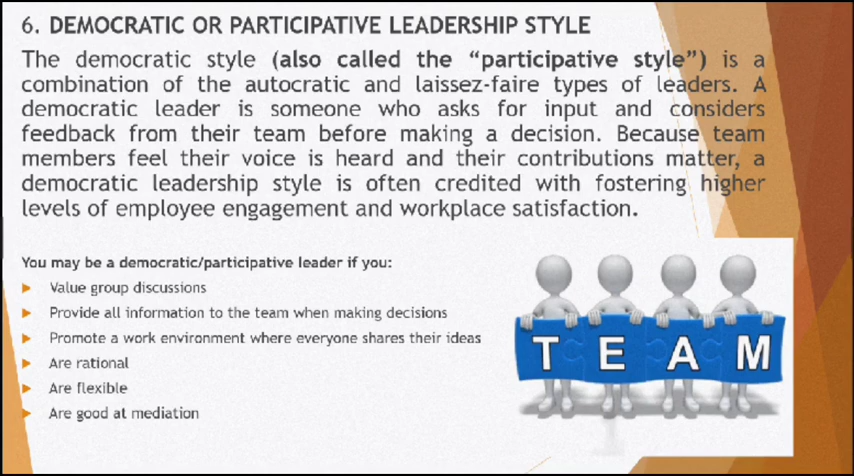 6. DEMOCRATIC OR PARTICIPATIVE LEADERSHIP STYLE
The democratic style (also called the “participative style”) is a
combination of the autocratic and laissez-faire types of leaders. A
democratic leader is someone who asks for input and considers
feedback from their team before making a decision. Because team
members feel their voice is heard and their contributions matter, a
democratic leadership style is often credited with fostering higher
levels of employee engagement and workplace satisfaction.
You may be a democratic/participative leader if you:
Value group discussions
Provide all information to the team when making decisions
Promote a work environment where everyone shares their ideas
Are rational
Are flexible
Are good at mediation
TEAM